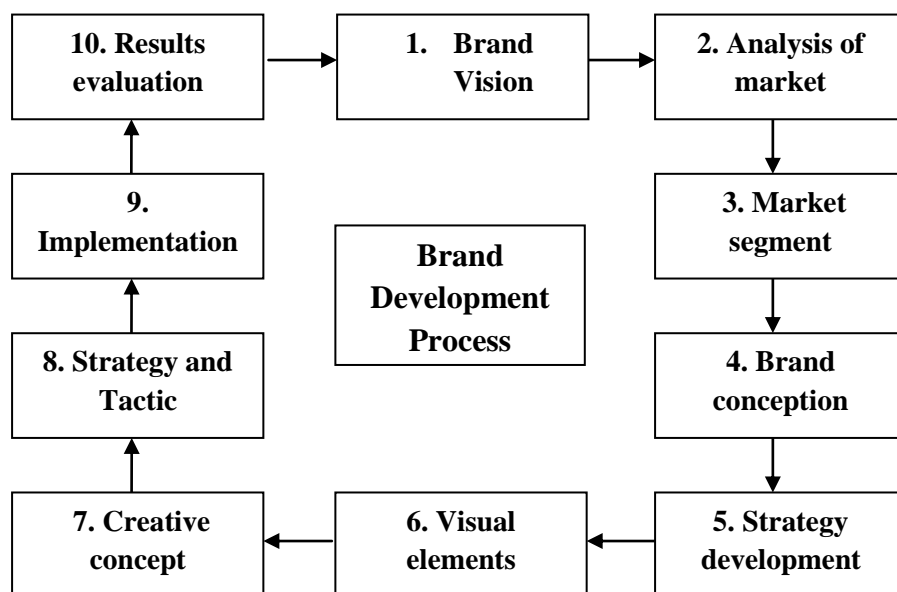 10. Results
evaluation
1. Brand
Vision
2. Analysis of
market
9.
Implementation
3. Market
segment
Brand
Development
Process
8. Strategy and
Tactic
4. Brand
conception
7. Creative
concept
6. Visual
elements
5. Strategy
development